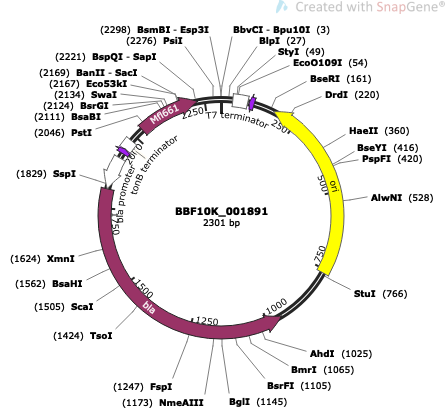 Created with SnapGene®
(2298) BsmBI - Esp3I
(2276) PsiI
(2221) BspQI - SapI
(2169) BanII - SacI
(2167) Eco53kI
(2134) SwaI
(2124) BsrGI
(2111) BsaBI
(2046) PstI
(1829) SspI
(1624) XmnI
(1562) BsaHI
(1505) ScaI
(1424) TsoI
(1247) FspI
(1173) NmeAIII
BbvCI - Bpu10I (3)
BlpI (27)
StyI (49)
EcoO109I (54)
BseRI (161)
DrdI (220)
HaeII (360)
BseYI (416)
PspFI (420)
AlwNI (528)
StuI (766)
AhdI (1025)
BmrI (1065)
BsrFI (1105)
BglI (1145)
Mfl661
T7 terminator
tonB terminator
bla promoter
bla
ori
250
500
750
1000
1250
1500
1750
2250
BBF10K_001891
2301 bp